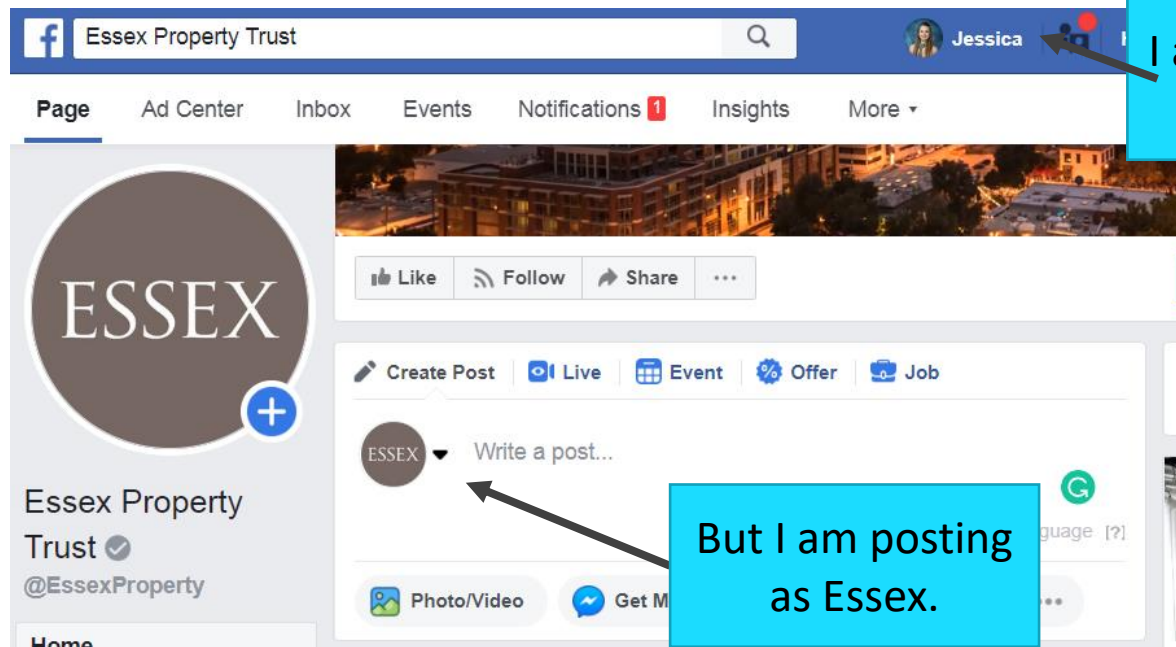 Essex Property Trust
Jessica
I
Page Ad Center Inbox Events Notifications 1 Insights More
ESSEX
Like Follow Share ...
Create Post Live Event Offer Job
ESSEX Write a post...
Essex Property
Trust
@EssexProperty
But I am posting
as Essex.
[?]
Photo/Video Get
Home